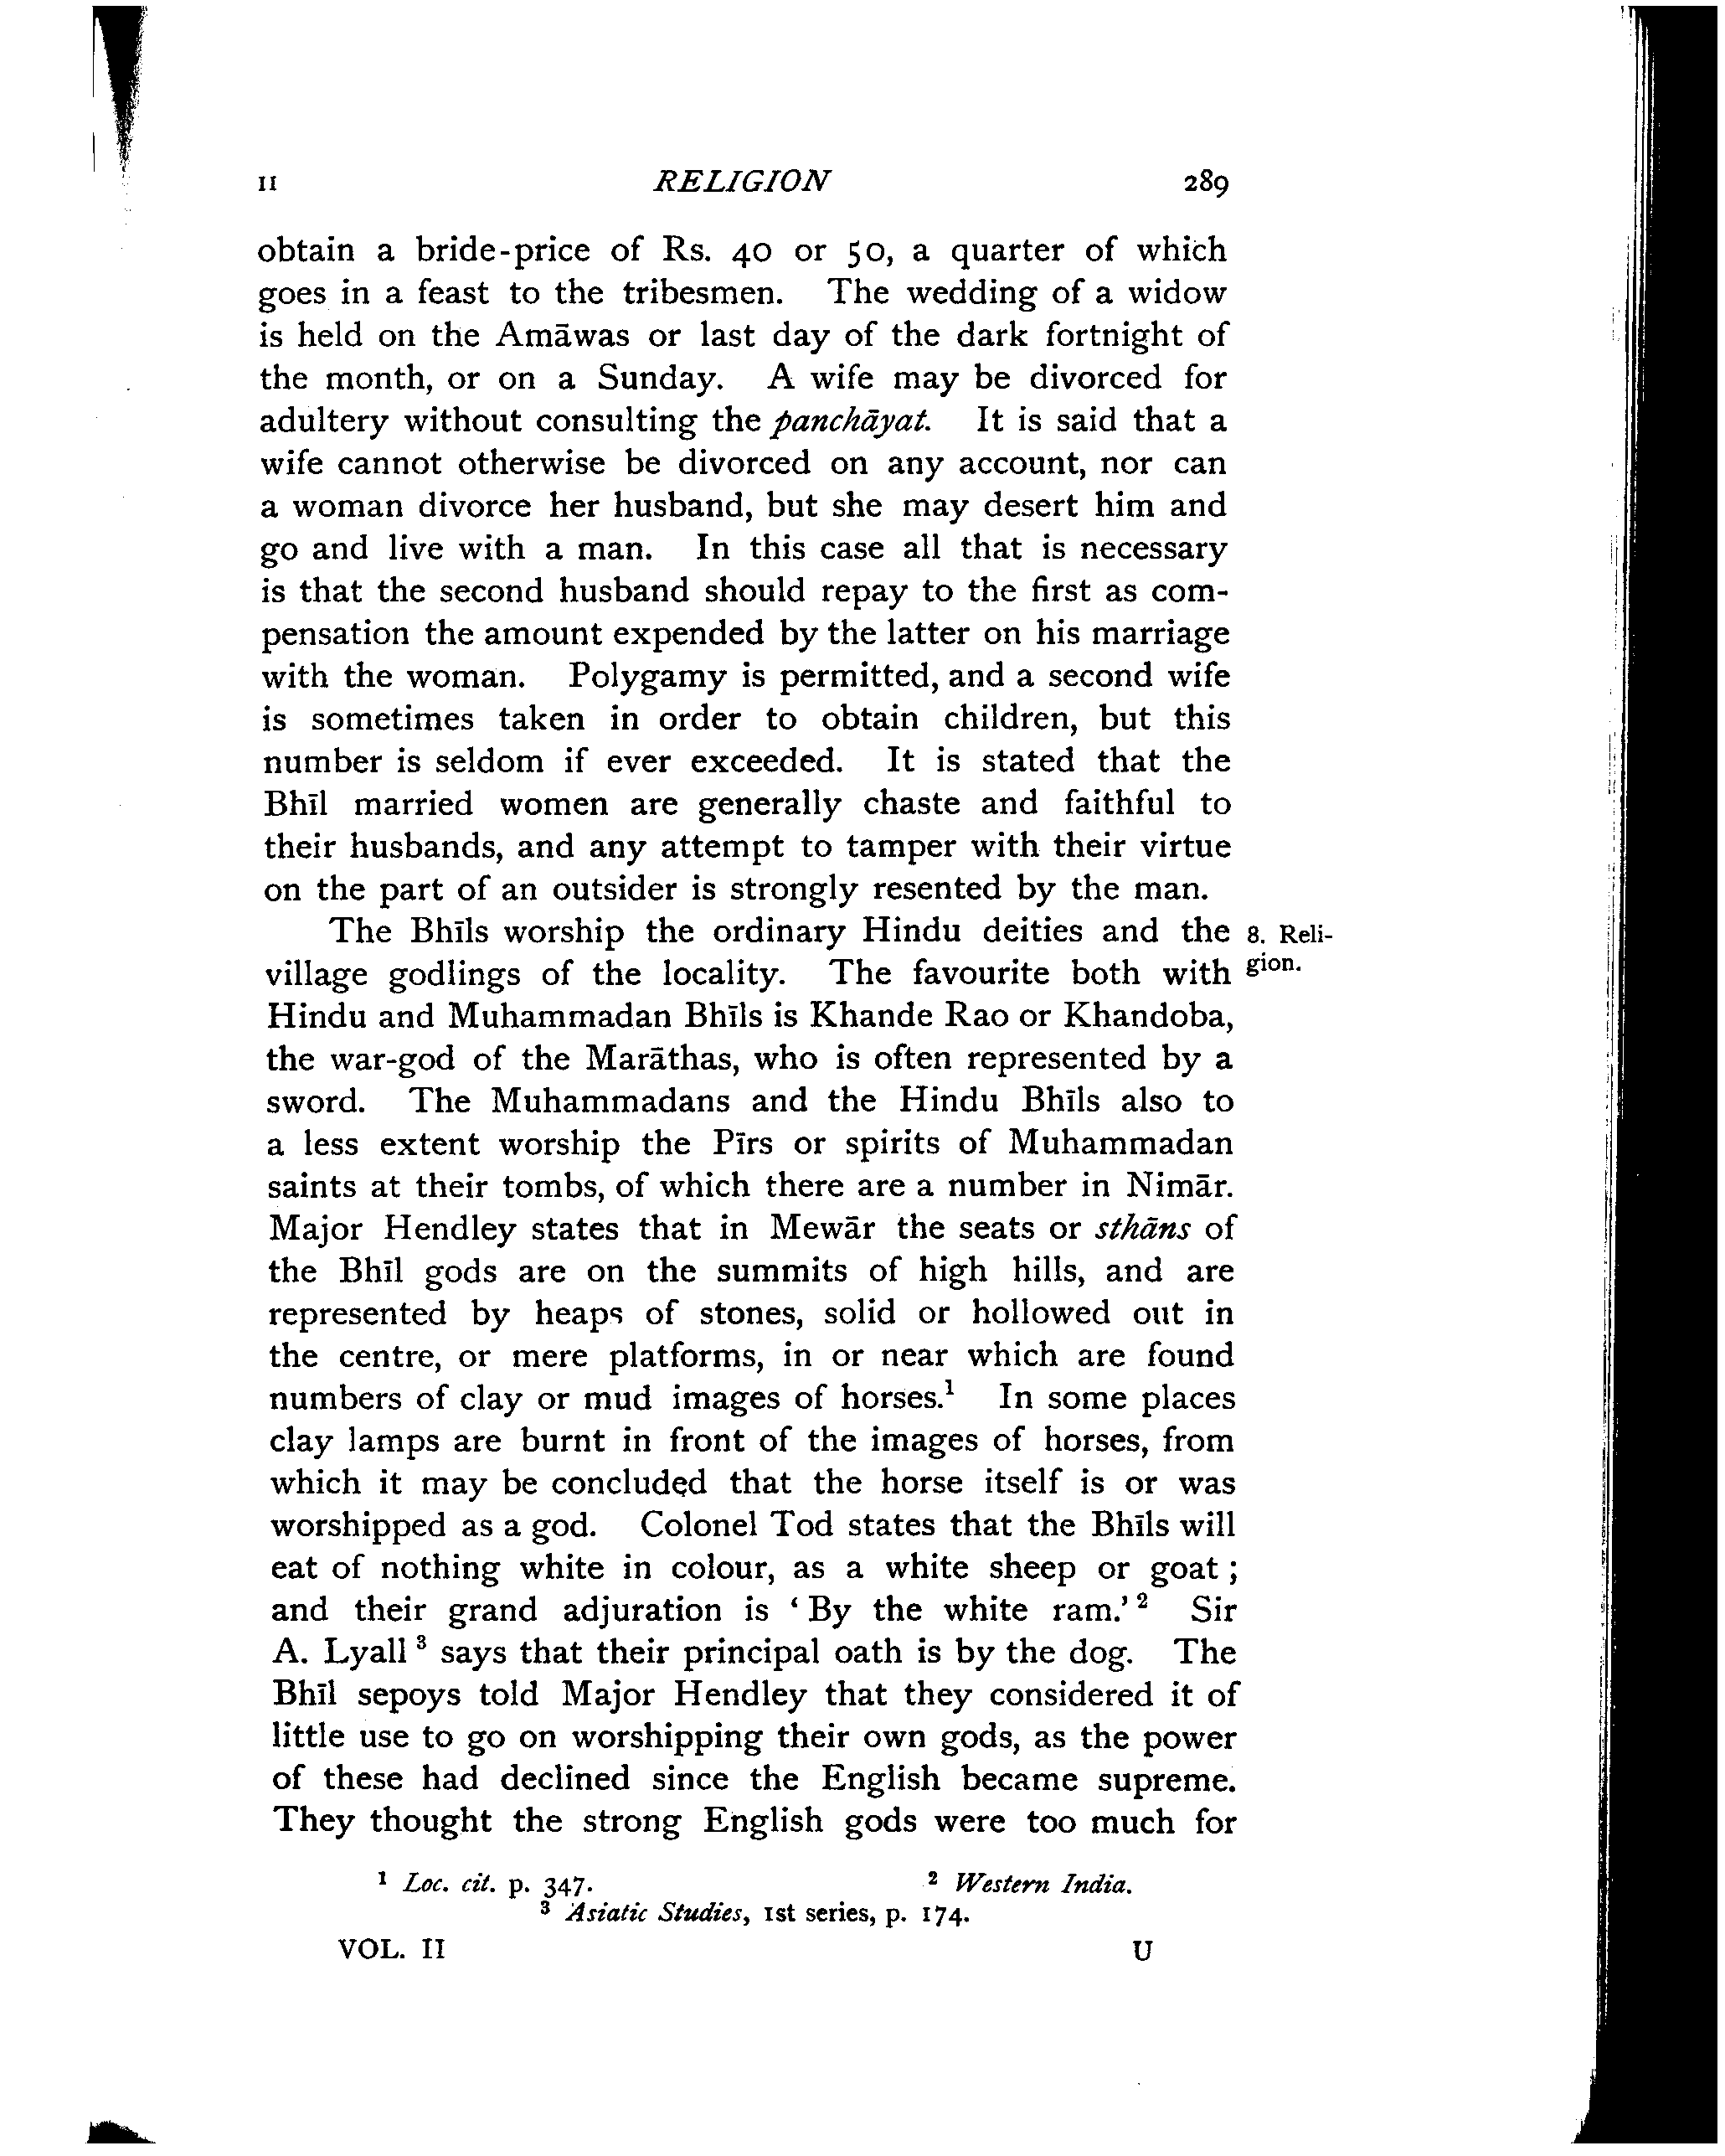 II RELIGION 289
obtain a bride-price of Rs. 40 or 50, a quarter of which
goes in a feast to the tribesmen. The wedding of a widow
is held on the Amāwas or last day of the dark fortnight of
the month, or on a Sunday. A wife may be divorced for
adultery without consulting the panchāyat. It is said that a
wife cannot otherwise be divorced on any account, nor can
a woman divorce her husband, but she may desert him and
go and live with a man. In this case all that is necessary
is that the second husband should repay to the first as com-
pensation the amount expended by the latter on his marriage
with the woman. Polygamy is permitted, and a second wife
is sometimes taken in order to obtain children, but this
number is seldom if ever exceeded. It is stated that the
Bhīl married women are generally chaste and faithful to
their husbands, and any attempt to tamper with their virtue
on the part of an outsider is strongly resented by the man.
The Bhīls worship the ordinary Hindu deities and the 8. Reli-
village godlings of the locality. The favourite both with gion.
Hindu and Muhammadan Bhīls is Khande Rao or Khandoba,
the war-god of the Marāthas, who is often represented by a
sword. The Muhammadans and the Hindu Bhīls also to
a less extent worship the Pīrs or spirits of Muhammadan
saints at their tombs, of which there are a number in Nimār.
Major Hendley states that in Mewār the seats or sthāns of
the Bhīl gods are on the summits of high hills, and are
represented by heaps of stones, solid or hollowed out in
the centre, or mere platforms, in or near which are found
numbers of clay or mud images of horses.¹ In some places
clay lamps are burnt in front of the images of horses, from
which it may be concluded that the horse itself is or was
worshipped as a god. Colonel Tod states that the Bhīls will
eat of nothing white in colour, as a white sheep or goat;
and their grand adjuration is ‘By the white ram.’² Sir
A. Lyall³ says that their principal oath is by the dog. The
Bhīl sepoys told Major Hendley that they considered it of
little use to go on worshipping their own gods, as the power
of these had declined since the English became supreme.
They thought the strong English gods were too much for
¹ Loc. cit. p. 347. ² Western India.
³ Asiatic Studies, 1st series, p. 174.
VOL. II U